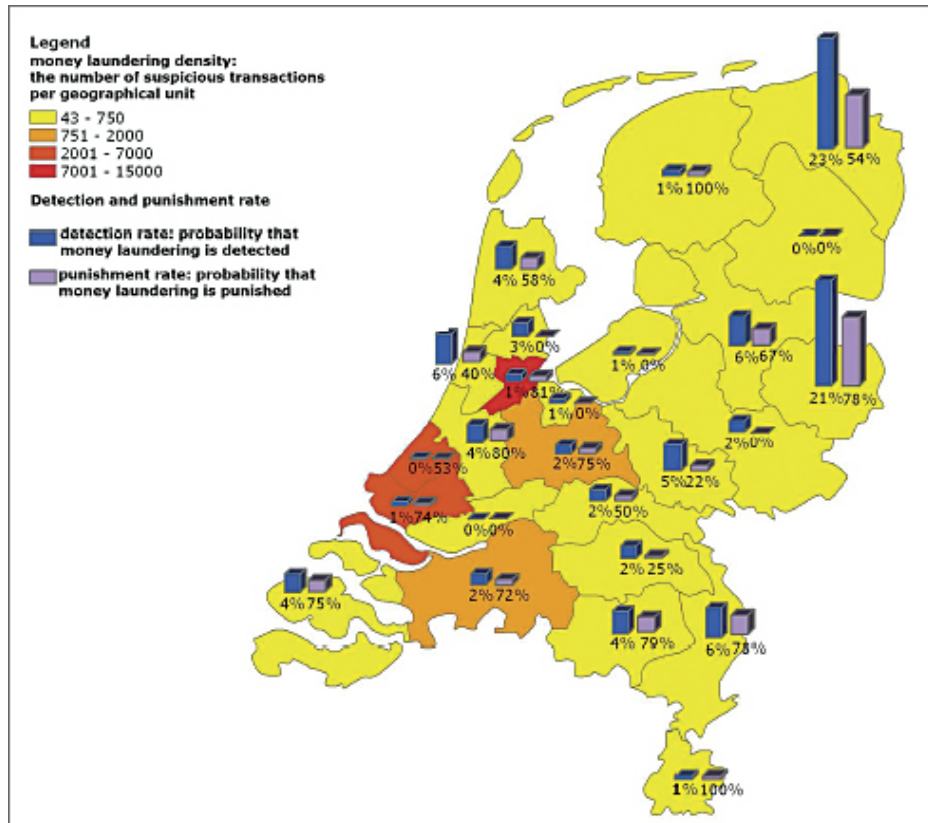 Legend
money laundering density:
the number of suspicious transactions
per geographical unit
43 - 750
751 - 2000
2001 - 7000
7001 - 15000
Detection and punishment rate
detection rate: probability that
money laundering is detected
punishment rate: probability that
money laundering is punished
23% 54%
1% 100%
0% 0%
4% 58%
3% 0%
6% 67%
6% 40%
1% 0%
1% 81%
21% 78%
1% 0%
2% 0%
4% 80%
2% 75%
0% 53%
5% 22%
2% 50%
1% 74%
0% 0%
2% 25%
4% 75%
2% 72%
4% 79%
6% 78%
1% 100%